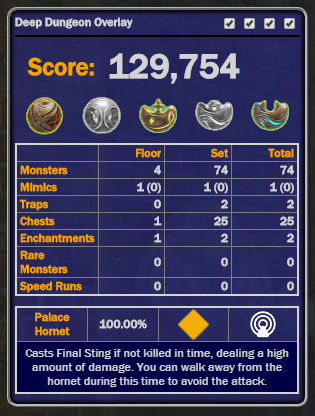 Deep Dungeon Overlay
Score: 129,754
Floor Set Total
Monsters 4 74 74
Mimics 1 (0) 1 (0) 1 (0)
Traps 0 2 2
Chests 1 25 25
Enchantments 1 2 2
Rare
Monsters 0 0 0
Speed Runs 0 0 0
Palace
Hornet 100.00%
Casts Final Sting if not killed in time, dealing a high
amount of damage. You can walk away from the
hornet during this time to avoid the attack.